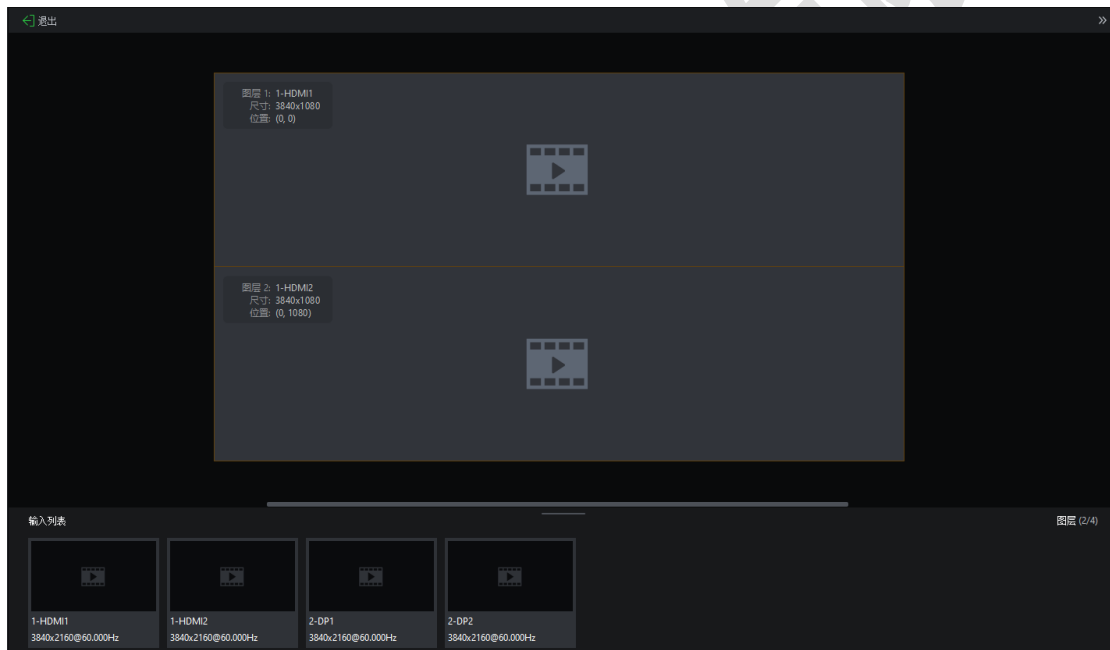 退出
图层 1: 1-HDMI1
尺寸: 3840x1080
位置: (0, 0)
图层 2: 1-HDMI2
尺寸: 3840x1080
位置: (0, 1080)
输入列表
图层 (2/4)
1-HDMI1
3840x2160@60.000Hz
1-HDMI2
3840x2160@60.000Hz
2-DP1
3840x2160@60.000Hz
2-DP2
3840x2160@60.000Hz